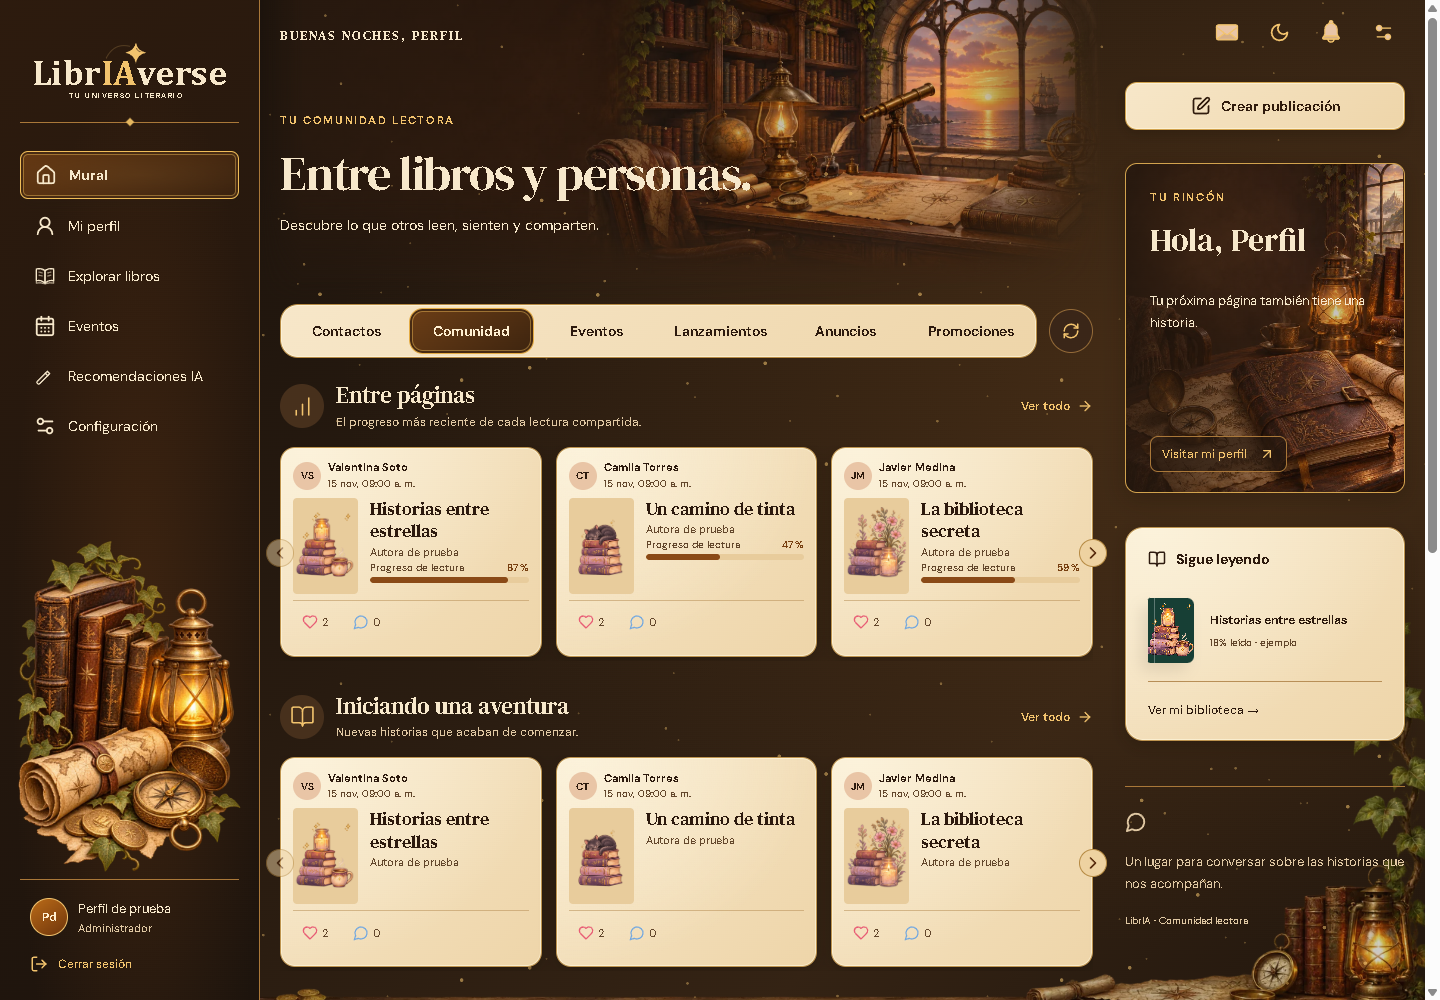 LibrIAverse
TU UNIVERSO LITERARIO
Mural
Mi perfil
Explorar libros
Eventos
Recomendaciones IA
Configuración
Pd
Perfil de prueba
Administrador
Cerrar sesión
BUENAS NOCHES, PERFIL
TU COMUNIDAD LECTORA
Entre libros y personas.
Descubre lo que otros leen, sienten y comparten.
Contactos
Comunidad
Eventos
Lanzamientos
Anuncios
Promociones
Entre páginas
El progreso más reciente de cada lectura compartida.
Ver todo →
VS
Valentina Soto
15 nov, 09:00 a. m.
Historias entre
estrellas
Autora de prueba
Progreso de lectura 87 %
2 0
CT
Camila Torres
15 nov, 09:00 a. m.
Un camino de tinta
Autora de prueba
Progreso de lectura 47 %
2 0
JM
Javier Medina
15 nov, 09:00 a. m.
La biblioteca
secreta
Autora de prueba
Progreso de lectura 59 %
2 0
Iniciando una aventura
Nuevas historias que acaban de comenzar.
Ver todo →
VS
Valentina Soto
15 nov, 09:00 a. m.
Historias entre
estrellas
Autora de prueba
2 0
CT
Camila Torres
15 nov, 09:00 a. m.
Un camino de tinta
Autora de prueba
2 0
JM
Javier Medina
15 nov, 09:00 a. m.
La biblioteca
secreta
Autora de prueba
2 0
Crear publicación
TU RINCÓN
Hola, Perfil
Tu próxima página también tiene una
historia.
Visitar mi perfil
Sigue leyendo
Historias entre estrellas
18% leído · ejemplo
Ver mi biblioteca →
Un lugar para conversar sobre las historias que
nos acompañan.
LibrIA · Comunidad lectora